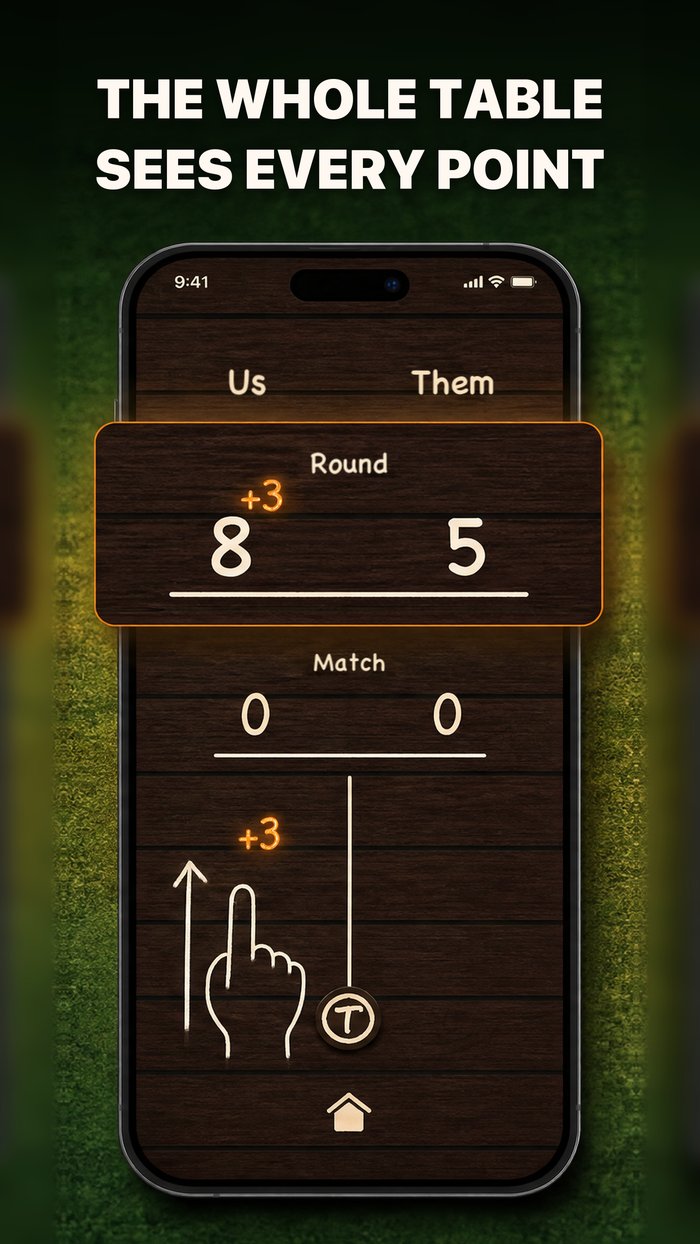 THE WHOLE TABLE
SEES EVERY POINT
9:41
Us Them
Round
+3
8 5
Match
0 0
+3
T